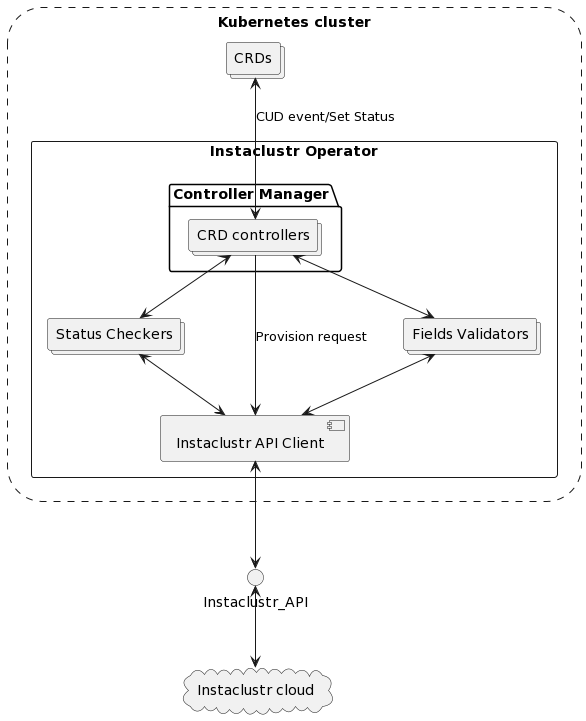 Kubernetes cluster
CRDs
CUD event/Set Status
Instaclustr Operator
Controller Manager
CRD controllers
Status Checkers
Provision request
Fields Validators
Instaclustr API Client
Instaclustr_API
Instaclustr cloud